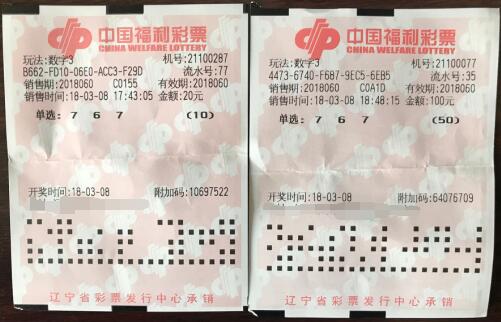 中国福利彩票
CHINA WELFARE LOTTERY
玩法:数字3 机号:21100287
B662-FD10-06E0-ACC3-F29D 流水号:77
销售期:2018060 C0155 有效期:2018060
销售时间:18-03-08 17:43:05 金额:20元
单选: 7 6 7 (10)
开奖时间:18-03-08 附加码:10697522
辽宁省彩票发行中心承销
中国福利彩票
CHINA WELFARE LOTTERY
玩法:数字3 机号:21100077
4473-6740-F687-9EC5-6EB5 流水号:35
销售期:2018060 C0A1D 有效期:2018060
销售时间:18-03-08 18:48:15 金额:100元
单选: 7 6 7 (50)
开奖时间:18-03-08 附加码:64076709
辽宁省彩票发行中心承销